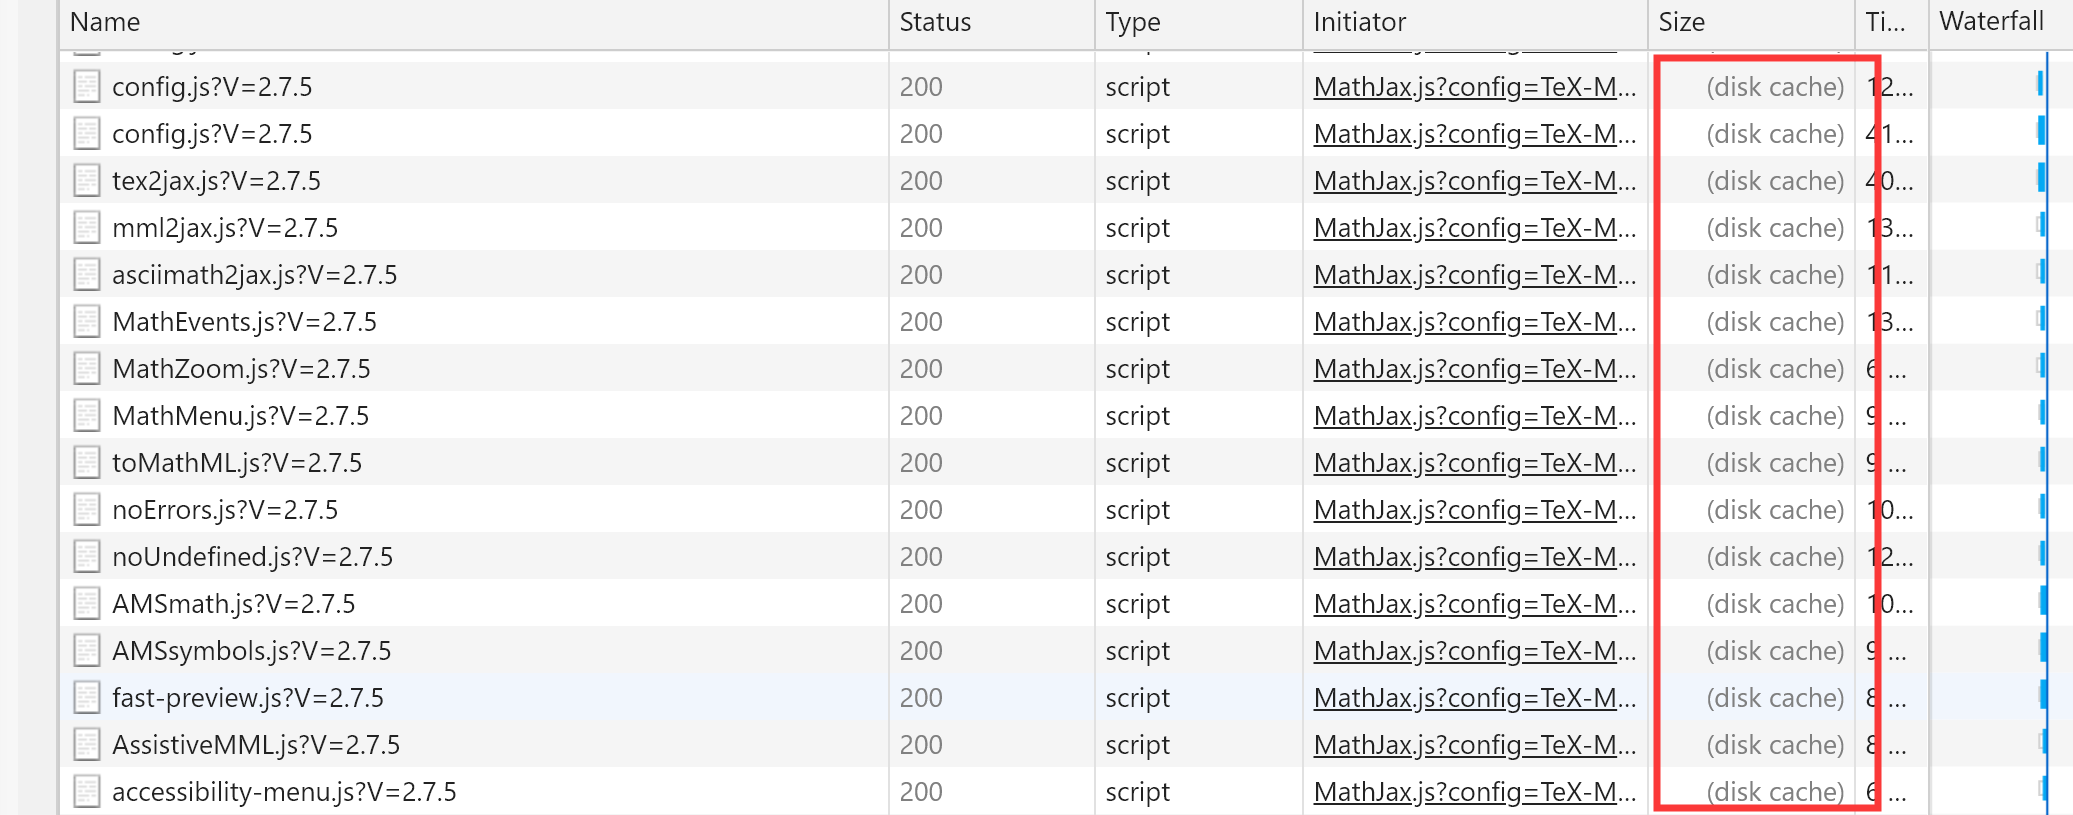 Name Status Type Initiator Size Ti... Waterfall
config.js?V=2.7.5 200 script MathJax.js?config=TeX-M... (disk cache) 12...
config.js?V=2.7.5 200 script MathJax.js?config=TeX-M... (disk cache) 41...
tex2jax.js?V=2.7.5 200 script MathJax.js?config=TeX-M... (disk cache) 40...
mml2jax.js?V=2.7.5 200 script MathJax.js?config=TeX-M... (disk cache) 13...
asciimath2jax.js?V=2.7.5 200 script MathJax.js?config=TeX-M... (disk cache) 11...
MathEvents.js?V=2.7.5 200 script MathJax.js?config=TeX-M... (disk cache) 13...
MathZoom.js?V=2.7.5 200 script MathJax.js?config=TeX-M... (disk cache) 6 ...
MathMenu.js?V=2.7.5 200 script MathJax.js?config=TeX-M... (disk cache) 9 ...
toMathML.js?V=2.7.5 200 script MathJax.js?config=TeX-M... (disk cache) 9 ...
noErrors.js?V=2.7.5 200 script MathJax.js?config=TeX-M... (disk cache) 10...
noUndefined.js?V=2.7.5 200 script MathJax.js?config=TeX-M... (disk cache) 12...
AMSmath.js?V=2.7.5 200 script MathJax.js?config=TeX-M... (disk cache) 10...
AMSsymbols.js?V=2.7.5 200 script MathJax.js?config=TeX-M... (disk cache) 9 ...
fast-preview.js?V=2.7.5 200 script MathJax.js?config=TeX-M... (disk cache) 8 ...
AssistiveMML.js?V=2.7.5 200 script MathJax.js?config=TeX-M... (disk cache) 8 ...
accessibility-menu.js?V=2.7.5 200 script MathJax.js?config=TeX-M... (disk cache) 6 ...